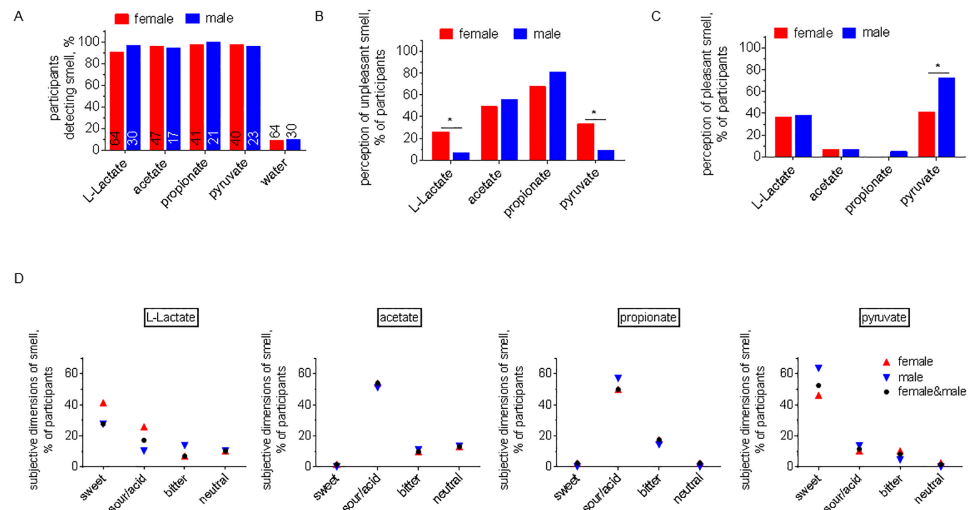 A
female
male
participants
detecting smell, %
100
80
60
40
20
0
64
30
47
17
41
21
40
23
64
30
L-Lactate
acetate
propionate
pyruvate
water
B
female
male
perception of unpleasant smell,
% of participants
100
80
60
40
20
0
*
*
L-Lactate
acetate
propionate
pyruvate
C
female
male
perception of pleasant smell,
% of participants
100
80
60
40
20
0
*
L-Lactate
acetate
propionate
pyruvate
D
L-Lactate
subjective dimensions of smell,
% of participants
60
40
20
0
sweet
sour/acid
bitter
neutral
acetate
subjective dimensions of smell,
% of participants
60
40
20
0
sweet
sour/acid
bitter
neutral
propionate
subjective dimensions of smell,
% of participants
60
40
20
0
sweet
sour/acid
bitter
neutral
pyruvate
female
male
female&male
subjective dimensions of smell,
% of participants
60
40
20
0
sweet
sour/acid
bitter
neutral